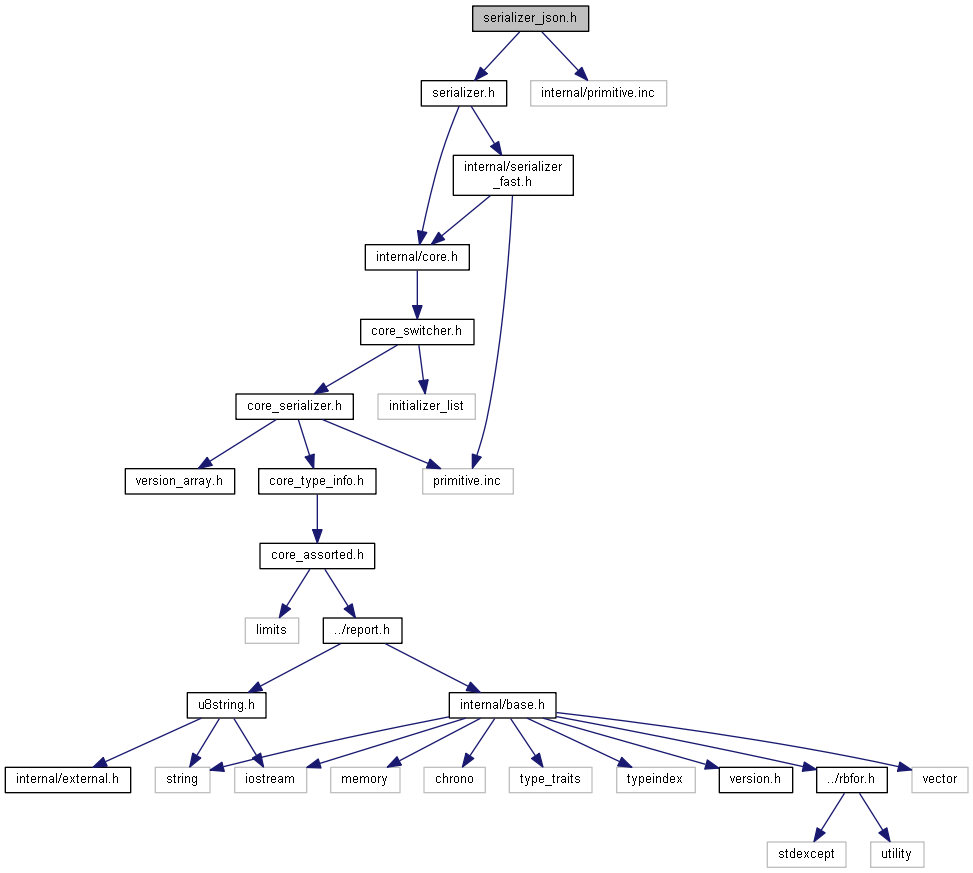 serializer_json.h
serializer.h
internal/primitive.inc
internal/serializer
_fast.h
internal/core.h
core_switcher.h
core_serializer.h
initializer_list
version_array.h
core_type_info.h
primitive.inc
core_assorted.h
limits
../report.h
u8string.h
internal/base.h
internal/external.h
string
iostream
memory
chrono
type_traits
typeindex
version.h
../rbfor.h
vector
stdexcept
utility